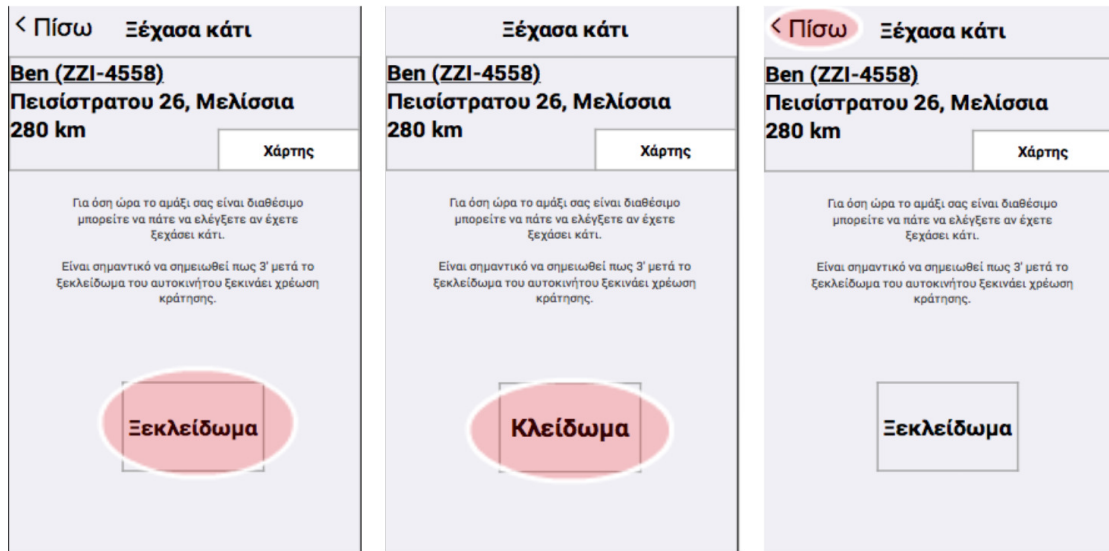 < Πίσω Ξέχασα κάτι
Ben (ZZI-4558)
Πεισίστρατου 26, Μελίσσια
280 km
Χάρτης
Για όση ώρα το αμάξι σας είναι διαθέσιμο
μπορείτε να πάτε να ελέγξετε αν έχετε
ξεχάσει κάτι.
Είναι σημαντικό να σημειωθεί πως 3' μετά το
ξεκλείδωμα του αυτοκινήτου ξεκινάει χρέωση
κράτησης.
Ξεκλείδωμα
Ξέχασα κάτι
Ben (ZZI-4558)
Πεισίστρατου 26, Μελίσσια
280 km
Χάρτης
Για όση ώρα το αμάξι σας είναι διαθέσιμο
μπορείτε να πάτε να ελέγξετε αν έχετε
ξεχάσει κάτι.
Είναι σημαντικό να σημειωθεί πως 3' μετά το
ξεκλείδωμα του αυτοκινήτου ξεκινάει χρέωση
κράτησης.
Κλείδωμα
< Πίσω Ξέχασα κάτι
Ben (ZZI-4558)
Πεισίστρατου 26, Μελίσσια
280 km
Χάρτης
Για όση ώρα το αμάξι σας είναι διαθέσιμο
μπορείτε να πάτε να ελέγξετε αν έχετε
ξεχάσει κάτι.
Είναι σημαντικό να σημειωθεί πως 3' μετά το
ξεκλείδωμα του αυτοκινήτου ξεκινάει χρέωση
κράτησης.
Ξεκλείδωμα